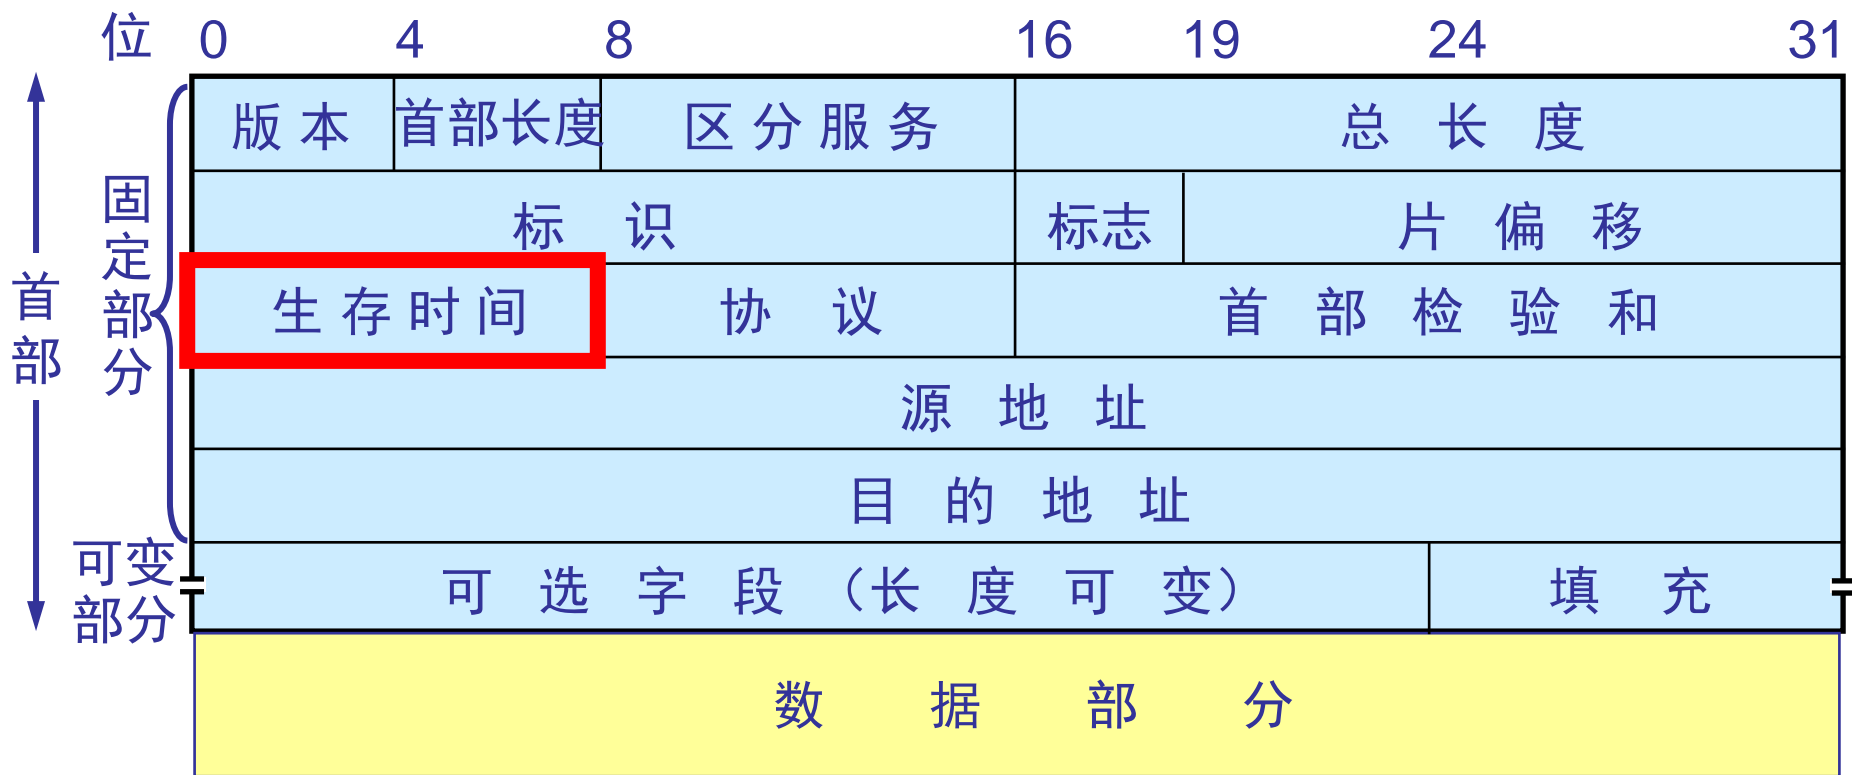 位 0 4 8 16 19 24 31
版本 首部长度 区分服务 总长度
标识 标志 片偏移
生存时间 协议 首部检验和
源地址
目的地址
可选字段（长度可变） 填充
数据部分
首部
固定部分
可变
部分